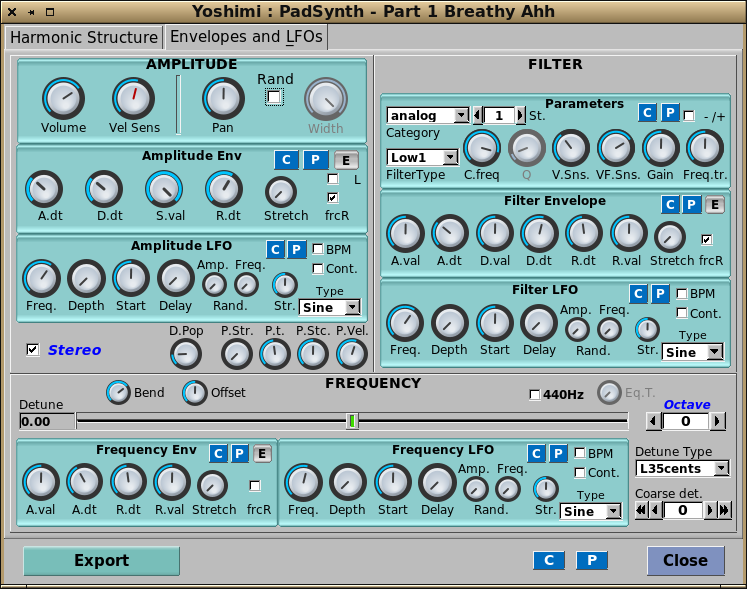 Yoshimi : PadSynth - Part 1 Breathy Ahh
Harmonic Structure Envelopes and LFOs
AMPLITUDE
Rand
Volume Vel Sens Pan Width
Amplitude Env C P E
L
A.dt D.dt S.val R.dt Stretch frcR
Amplitude LFO C P BPM
Amp. Freq. Cont.
Type
Freq. Depth Start Delay Rand. Str. Sine
Stereo D.Pop P.Str. P.t. P.Stc. P.Vel.
FILTER
Parameters
analog 1 St. C P - /+
Category
Low1
FilterType C.freq Q V.Sns. VF.Sns. Gain Freq.tr.
Filter Envelope C P E
A.val A.dt D.val D.dt R.dt R.val Stretch frcR
Filter LFO C P BPM
Amp. Freq. Cont.
Type
Freq. Depth Start Delay Rand. Str. Sine
FREQUENCY
Bend Offset 440Hz Eq.T.
Detune Octave
0.00 0
Frequency Env C P E
A.val A.dt R.dt R.val Stretch frcR
Frequency LFO C P BPM
Amp. Freq. Cont.
Type
Freq. Depth Start Delay Rand. Str. Sine
Detune Type
L35cents
Coarse det.
0
Export C P Close